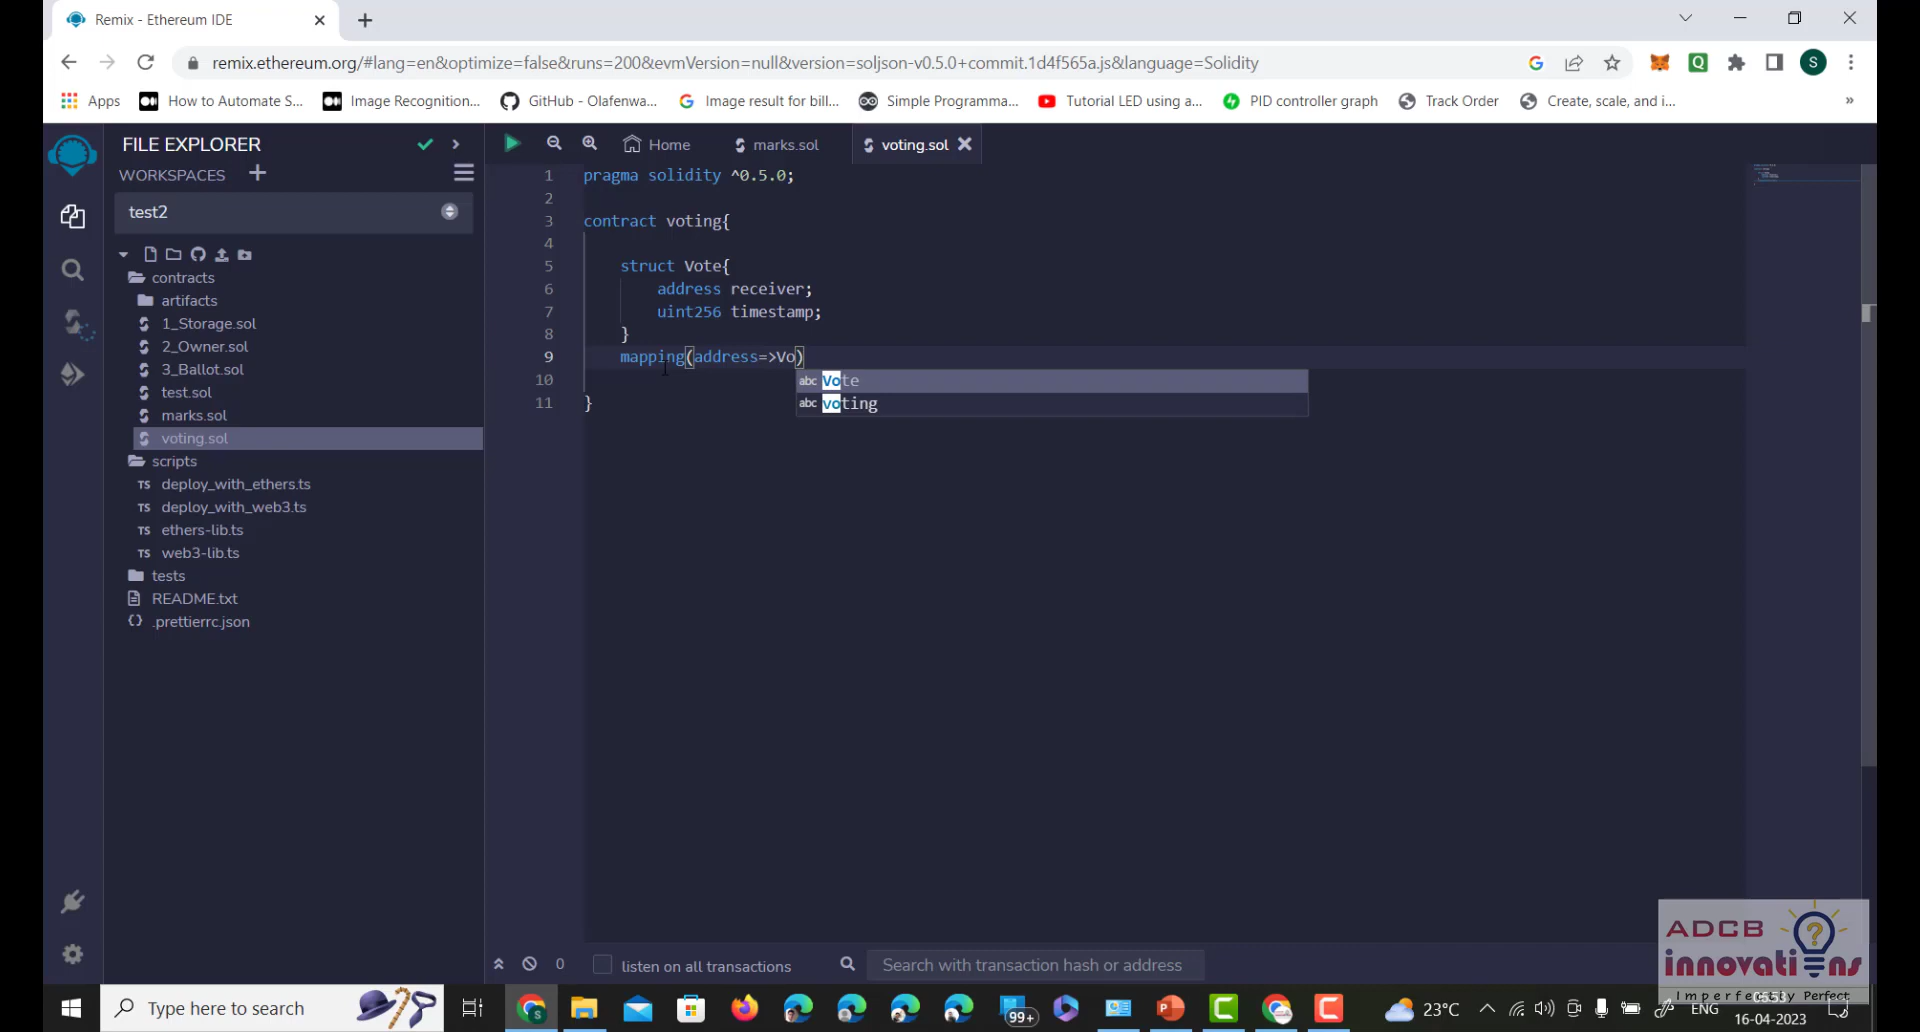 Remix - Ethereum IDE
remix.ethereum.org/#lang=en&optimize=false&runs=200&evmVersion=null&version=soljson-v0.5.0+commit.1d4f565a.js&language=Solidity
S
Apps
How to Automate S...
Image Recognition...
GitHub - Olafenwa...
Image result for bill...
Simple Programma...
Tutorial LED using a...
PID controller graph
Track Order
Create, scale, and i...
»
FILE EXPLORER
WORKSPACES
test2
contracts
artifacts
1_Storage.sol
2_Owner.sol
3_Ballot.sol
test.sol
marks.sol
voting.sol
scripts
TS deploy_with_ethers.ts
TS deploy_with_web3.ts
TS ethers-lib.ts
TS web3-lib.ts
tests
README.txt
{} .prettierrc.json
Home
marks.sol
voting.sol
1 pragma solidity ^0.5.0;
2
3 contract voting{
4
5 struct Vote{
6 address receiver;
7 uint256 timestamp;
8 }
9 mapping(address=>Vo)
abc Vote
10
abc voting
11 }
0
listen on all transactions
Search with transaction hash or address
ADCB
innovations
Imperfectly Perfect
Type here to search
99+
23°C
ENG
05:53
16-04-2023